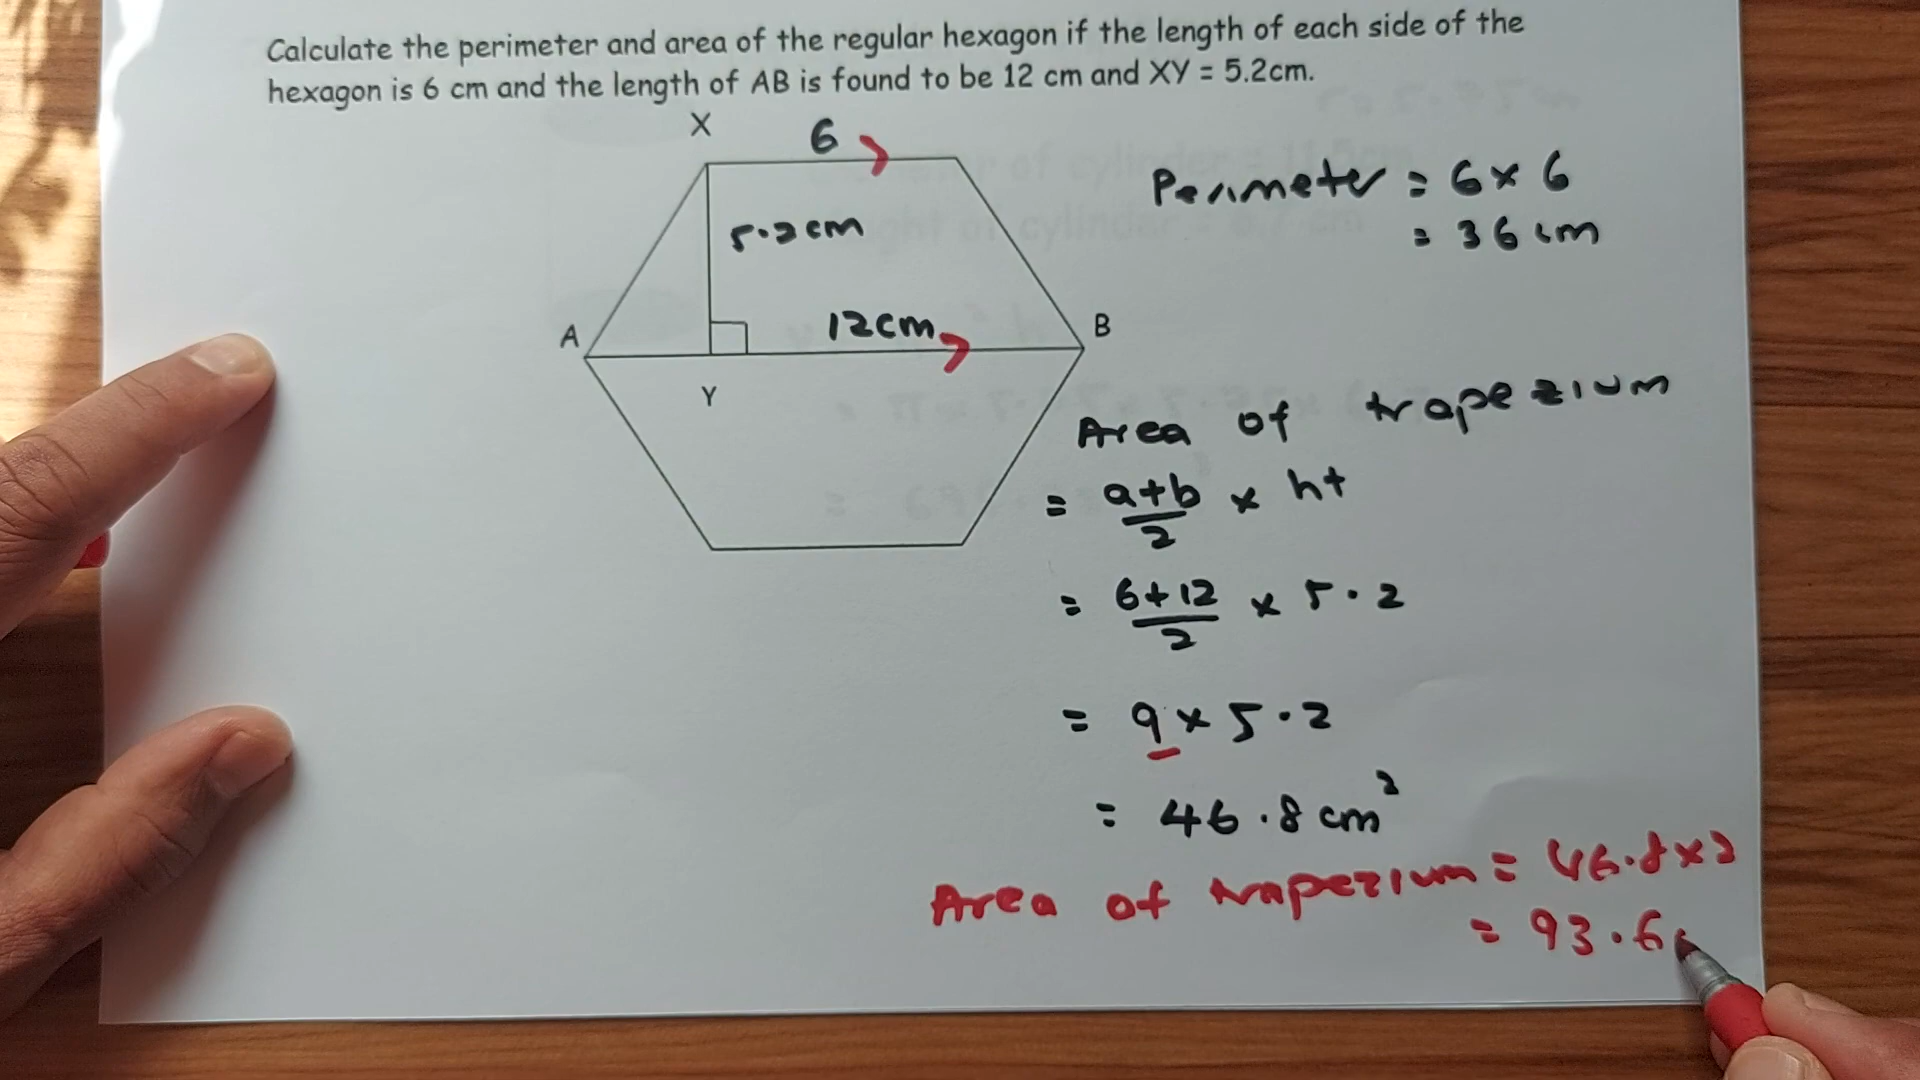 Calculate the perimeter and area of the regular hexagon if the length of each side of the
hexagon is 6 cm and the length of AB is found to be 12 cm and XY = 5.2cm.
X
6
5.2cm
12cm
A
B
Y
Perimeter = 6 x 6
= 36 cm
Area of trapezium
= a+b/2 x ht
= 6+12/2 x 5.2
= 9 x 5.2
= 46.8 cm²
Area of trapezium = 46.8 x 2
= 93.6